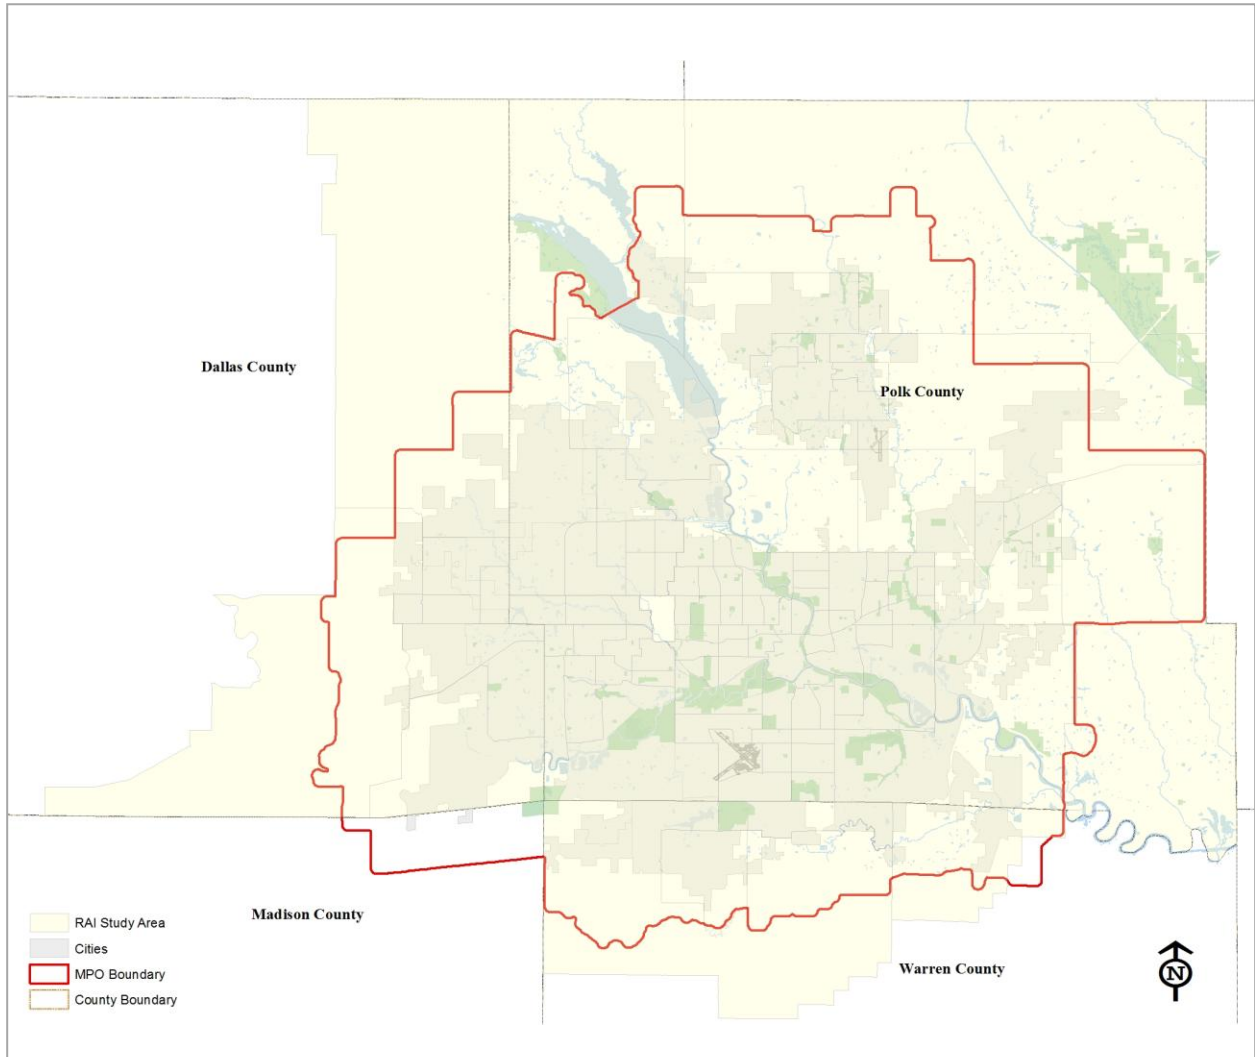 Dallas County
Polk County
Madison County
Warren County
RAI Study Area
Cities
MPO Boundary
County Boundary
N